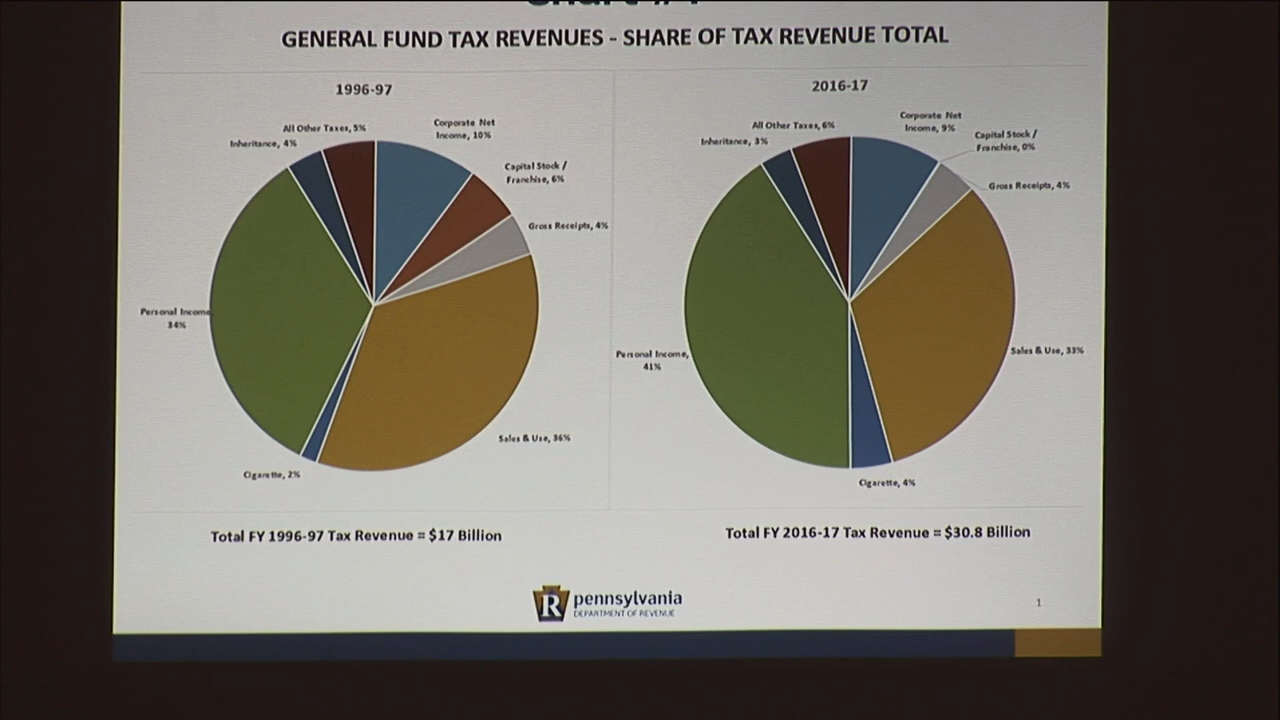 GENERAL FUND TAX REVENUES - SHARE OF TAX REVENUE TOTAL
1996-97
All Other Taxes, 5%
Corporate Net
Income, 10%
Inheritance, 4%
Capital Stock /
Franchise, 6%
Gross Receipts, 4%
Personal Income
34%
Sales & Use, 36%
Cigarette, 2%
Total FY 1996-97 Tax Revenue = $17 Billion
2016-17
All Other Taxes, 6%
Corporate Net
Income, 9%
Capital Stock /
Franchise, 0%
Inheritance, 3%
Gross Receipts, 4%
Personal Income,
41%
Sales & Use, 33%
Cigarette, 4%
Total FY 2016-17 Tax Revenue = $30.8 Billion
R
pennsylvania
DEPARTMENT OF REVENUE
1